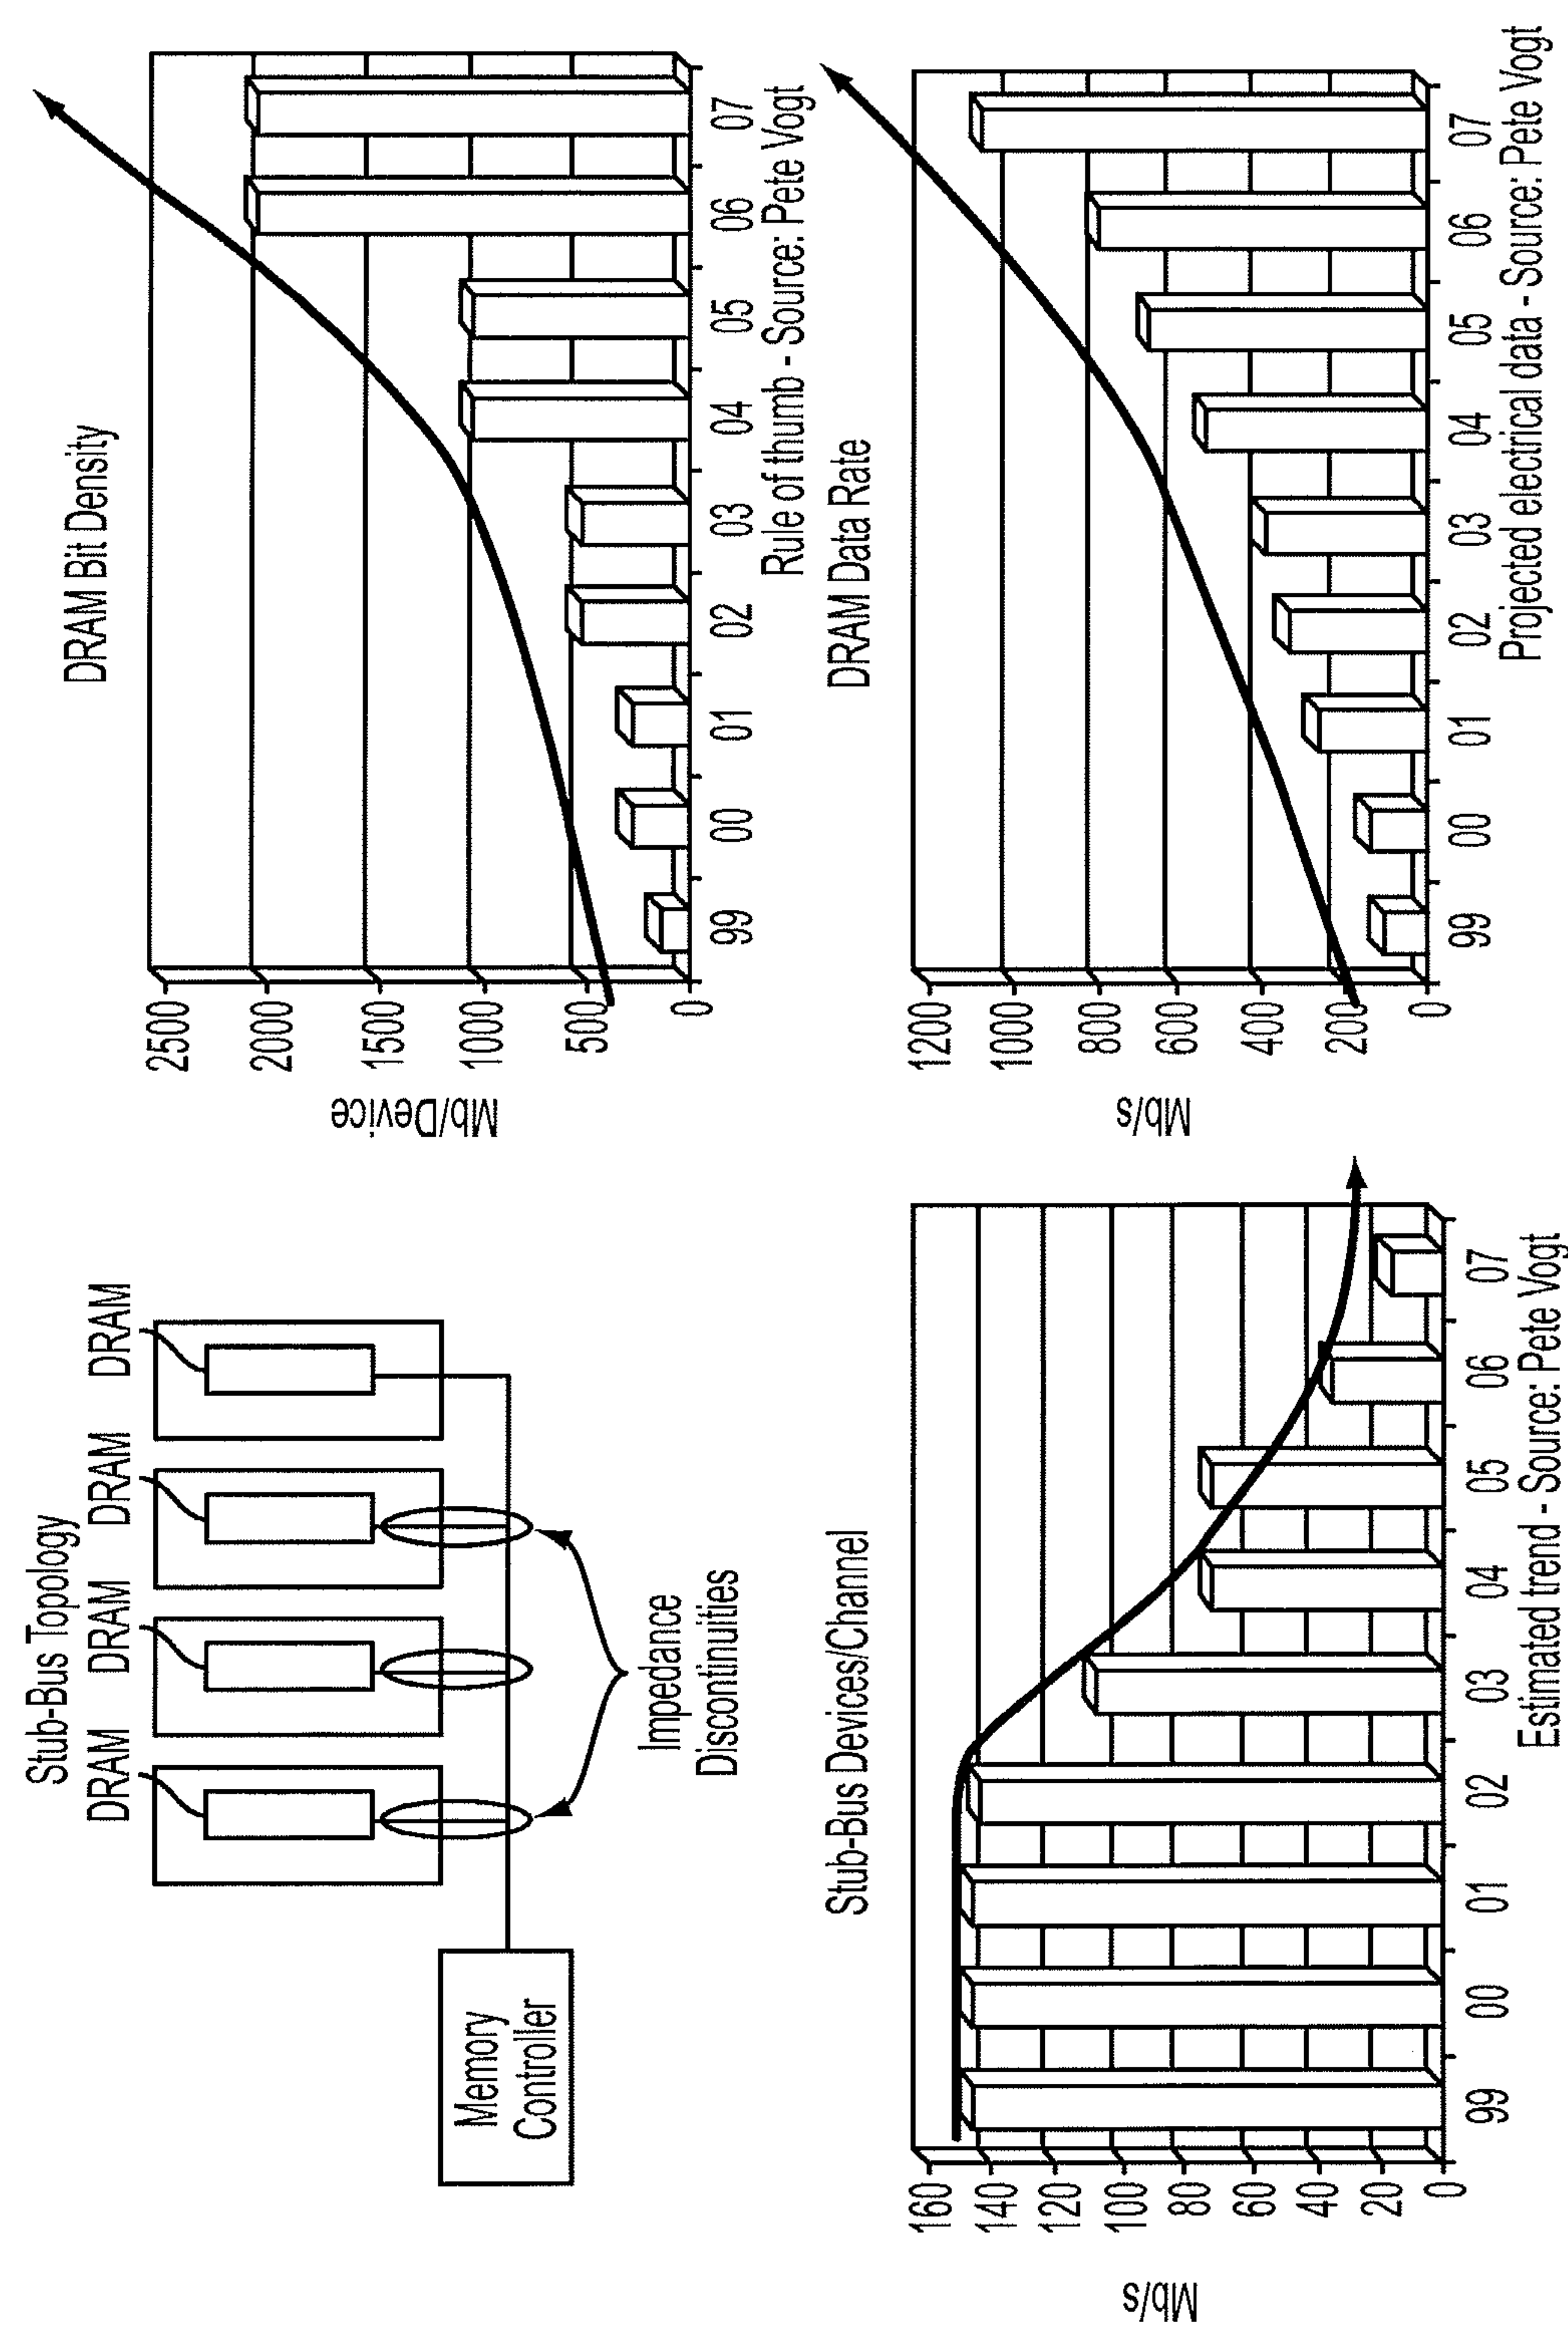 Stub-Bus Topology
DRAM DRAM DRAM DRAM
Memory
Controller
Impedance
Discontinuities
DRAM Bit Density
Mb/Device
2500
2000
1500
1000
500
0
99 00 01 02 03 04 05 06 07
Rule of thumb - Source: Pete Vogt
Stub-Bus Devices/Channel
Mb/s
160
140
120
100
80
60
40
20
0
99 00 01 02 03 04 05 06 07
Estimated trend - Source: Pete Vogt
DRAM Data Rate
Mb/s
1200
1000
800
600
400
200
0
99 00 01 02 03 04 05 06 07
Projected electrical data - Source: Pete Vogt